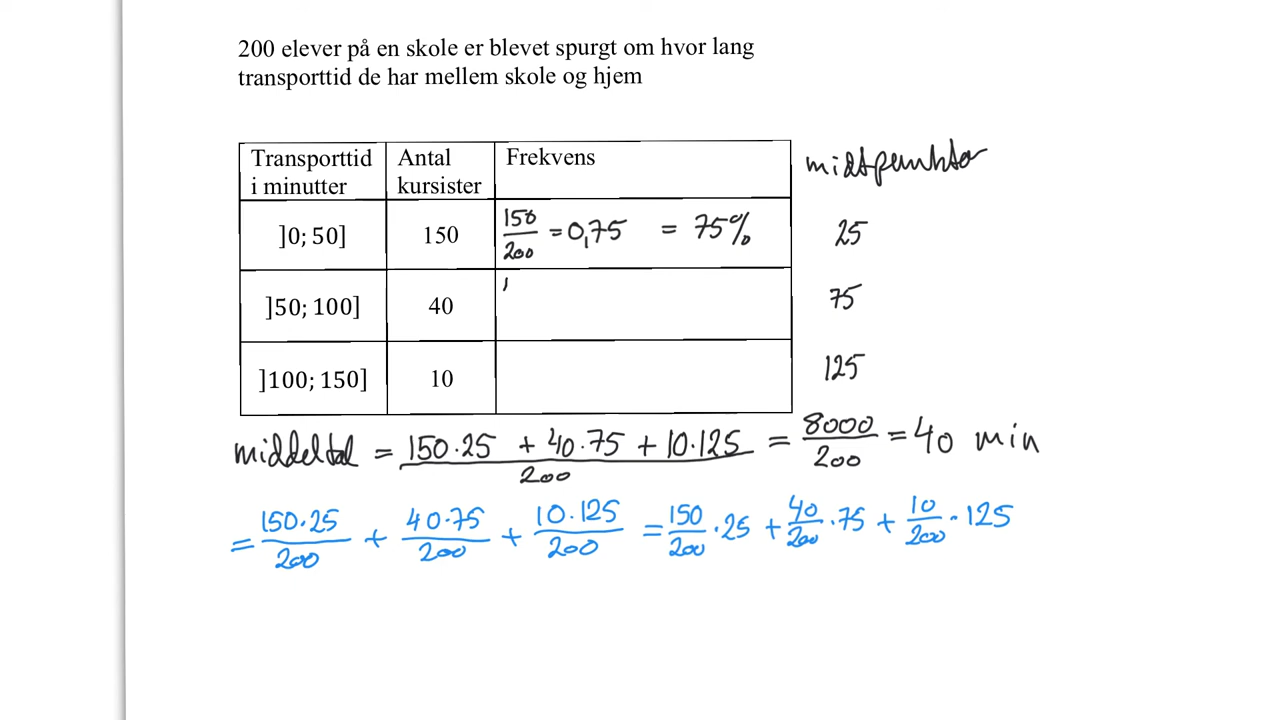 200 elever på en skole er blevet spurgt om hvor lang
transporttid de har mellem skole og hjem
Transporttid i minutter Antal kursister Frekvens midtpunkter
]0; 50] 150 150/200 = 0,75 = 75% 25
]50; 100] 40 75
]100; 150] 10 125
middeltal = (150·25 + 40·75 + 10·125)/200 = 8000/200 = 40 min
= 150·25/200 + 40·75/200 + 10·125/200 = 150/200 · 25 + 40/200 · 75 + 10/200 · 125